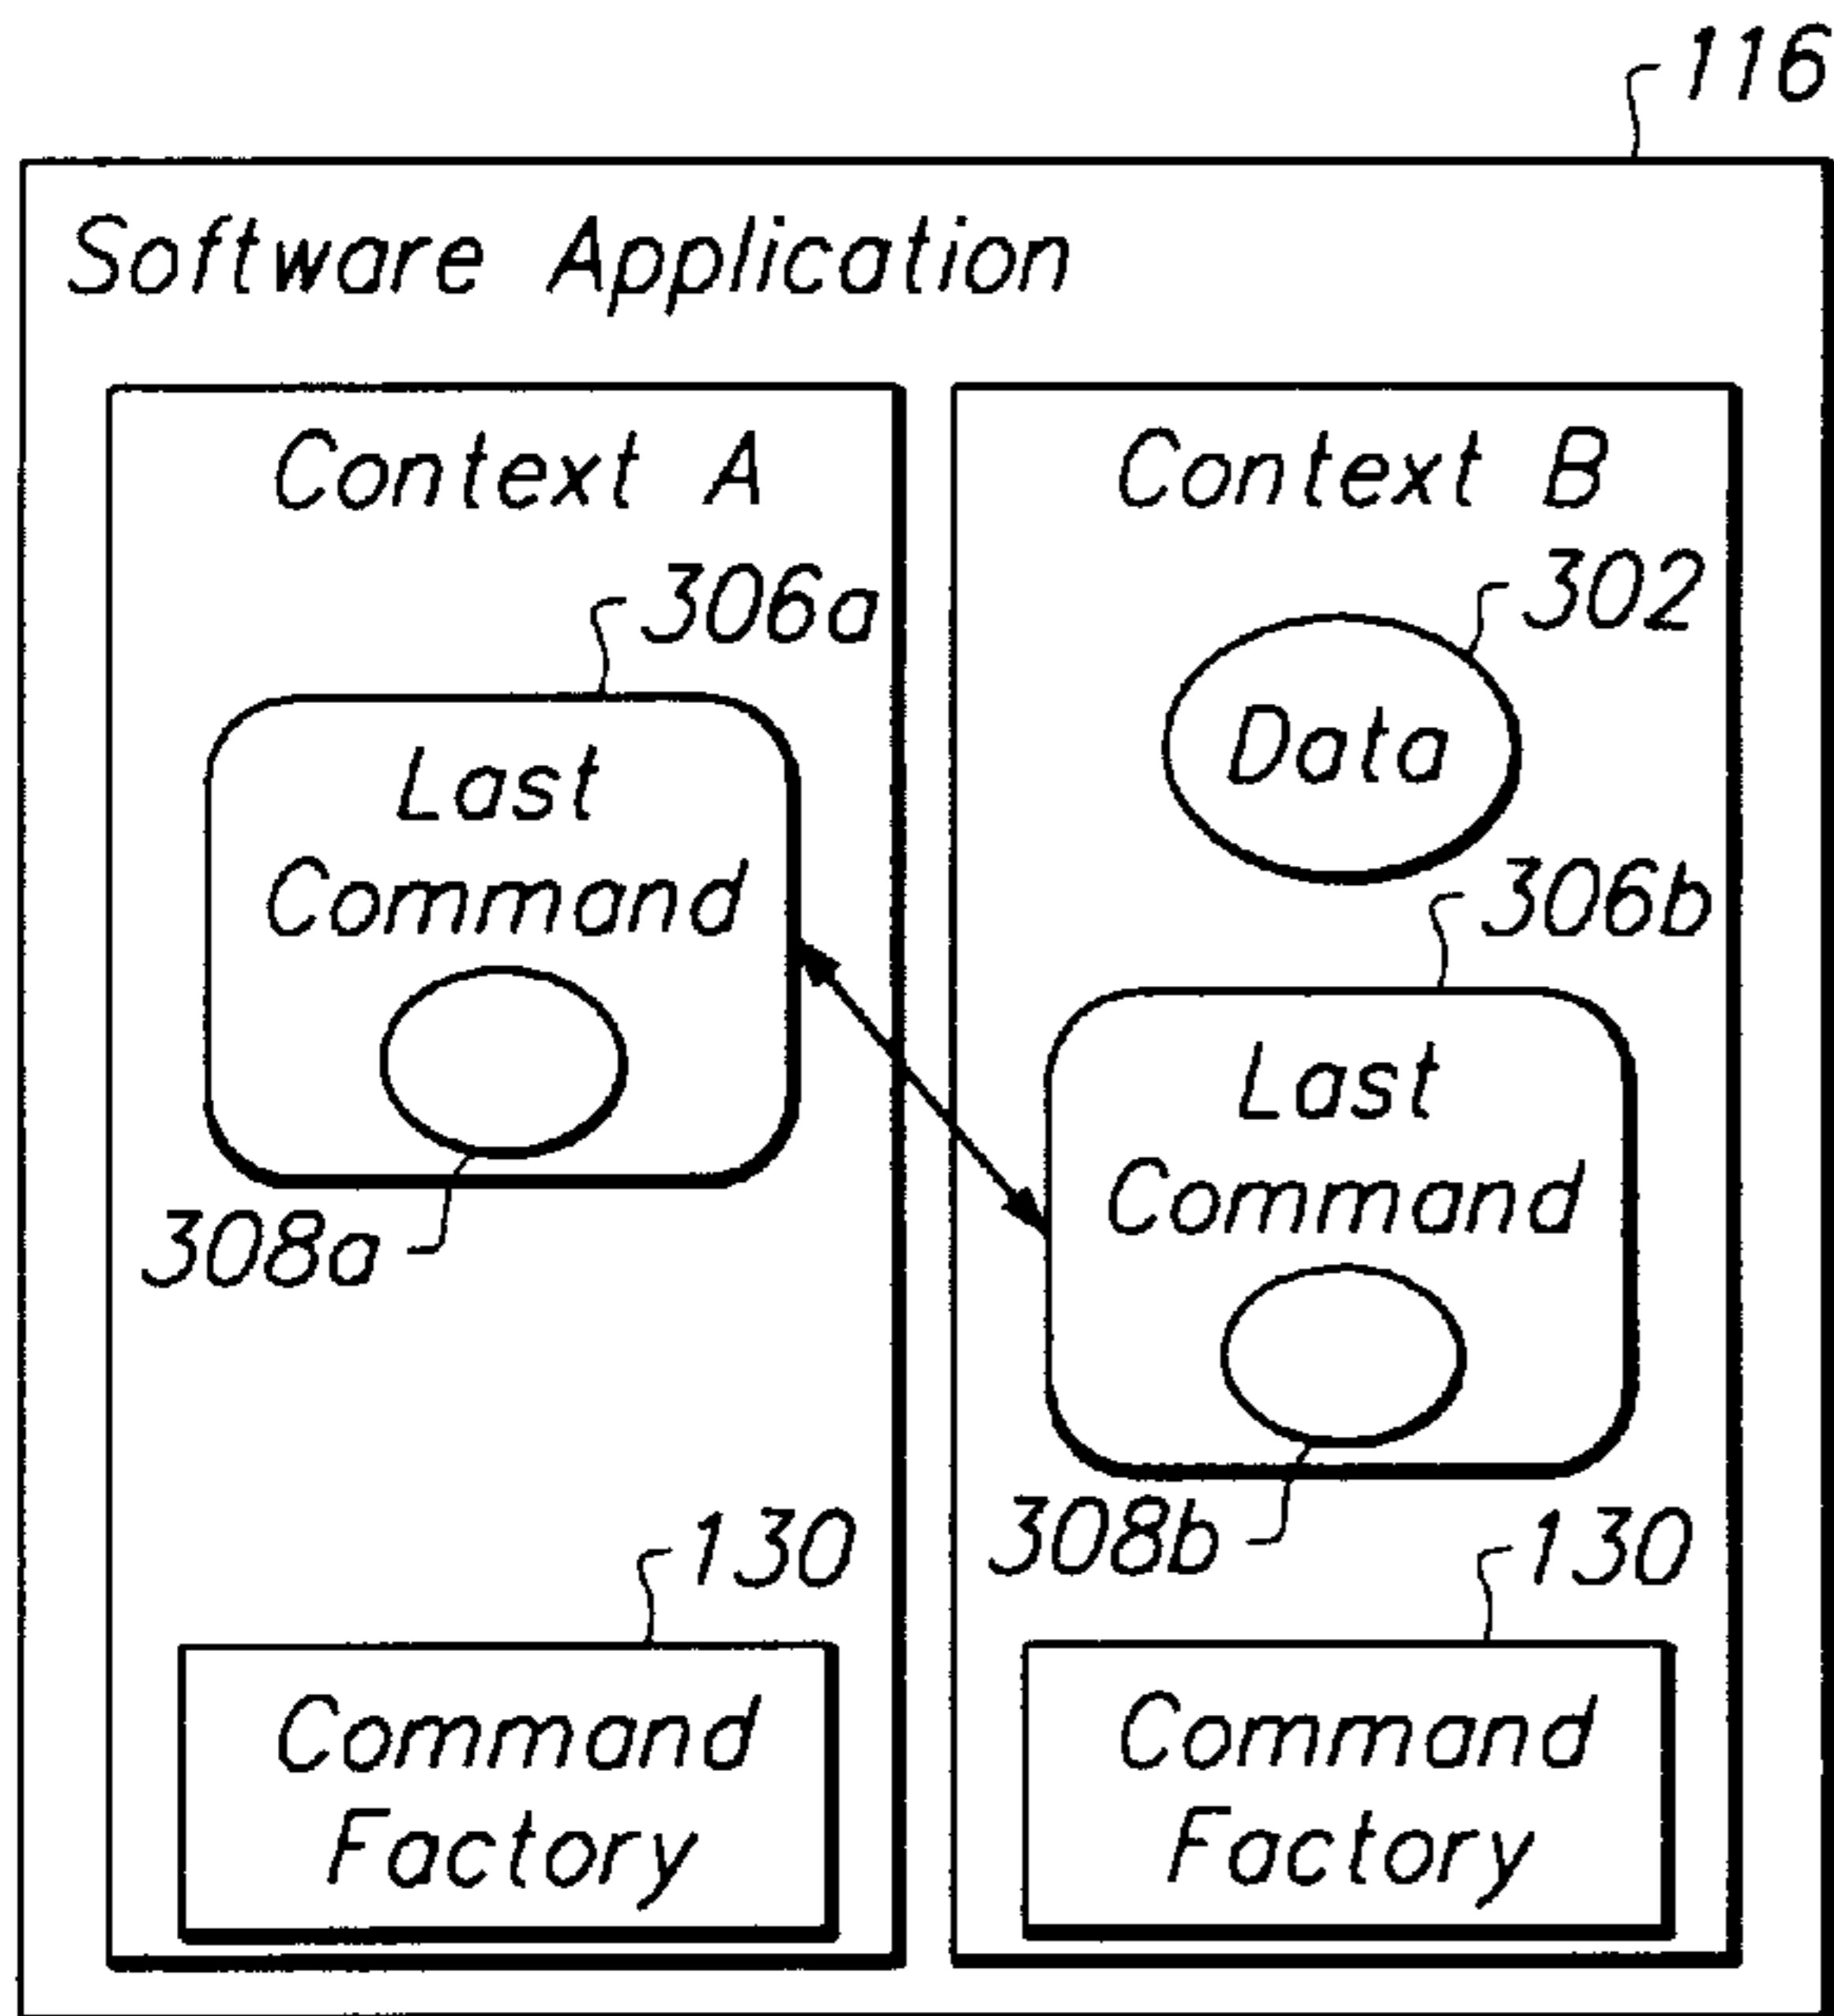 116
Software Application
Context A
306a
Last
Command
308a
130
Command
Factory
Context B
302
Data
306b
Last
Command
308b
130
Command
Factory